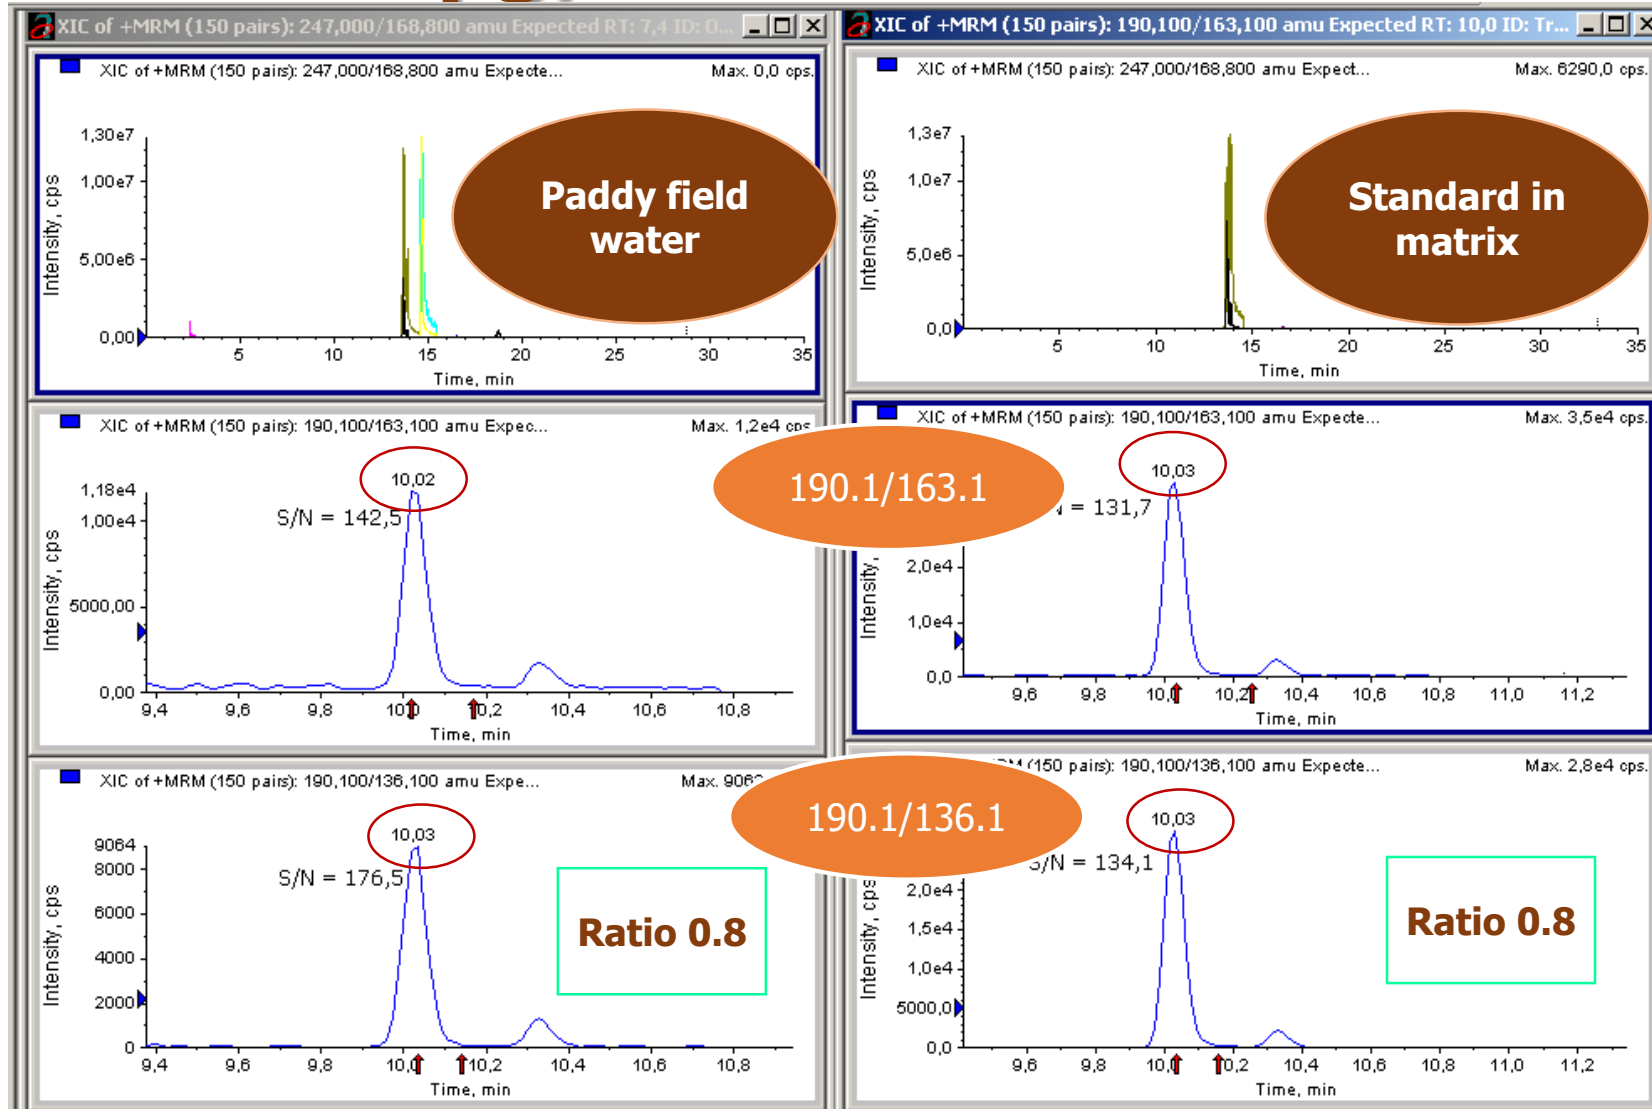 XIC of +MRM (150 pairs): 247,000/168,800 amu Expected RT: 7,4 ID: O...
XIC of +MRM (150 pairs): 247,000/168,800 amu Expecte...
Max. 0,0 cps.
1,30e7
1,00e7
5,00e6
0,00
Intensity, cps
5 10 15 20 25 30 35
Time, min
Paddy field
water
XIC of +MRM (150 pairs): 190,100/163,100 amu Expected RT: 10,0 ID: Tr...
XIC of +MRM (150 pairs): 247,000/168,800 amu Expect...
Max. 6290,0 cps.
1,3e7
1,0e7
5,0e6
0,0
Intensity, cps
5 10 15 20 25 30 35
Time, min
Standard in
matrix
XIC of +MRM (150 pairs): 190,100/163,100 amu Expec...
Max. 1,2e4 cps.
10,02
S/N = 142,5
1,18e4
1,00e4
5000,00
0,00
Intensity, cps
9,4 9,6 9,8 10,0 10,2 10,4 10,6 10,8
Time, min
190.1/163.1
XIC of +MRM (150 pairs): 190,100/163,100 amu Expecte...
Max. 3,5e4 cps.
10,03
= 131,7
2,0e4
1,0e4
0,0
Intensity,
9,6 9,8 10,0 10,2 10,4 10,6 10,8 11,0 11,2
Time, min
XIC of +MRM (150 pairs): 190,100/136,100 amu Expe...
Max. 906
10,03
S/N = 176,5
9064
8000
6000
4000
2000
0
Intensity, cps
9,4 9,6 9,8 10,0 10,2 10,4 10,6 10,8
Time, min
Ratio 0.8
190.1/136.1
(150 pairs): 190,100/136,100 amu Expecte...
Max. 2,8e4 cps.
10,03
S/N = 134,1
2,0e4
1,5e4
1,0e4
5000,0
0,0
Intensity, cps
9,6 9,8 10,0 10,2 10,4 10,6 10,8 11,0 11,2
Time, min
Ratio 0.8